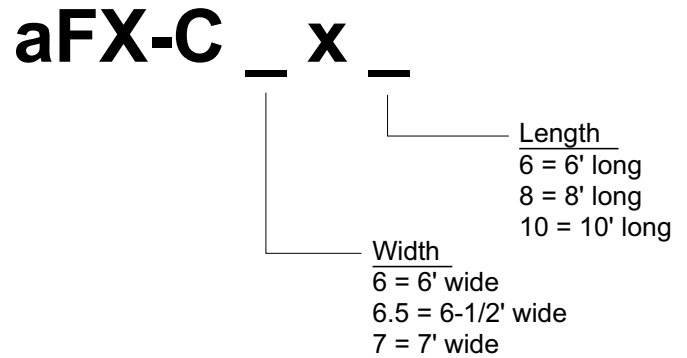 aFX-C _ x _
Length
6 = 6' long
8 = 8' long
10 = 10' long
Width
6 = 6' wide
6.5 = 6-1/2' wide
7 = 7' wide